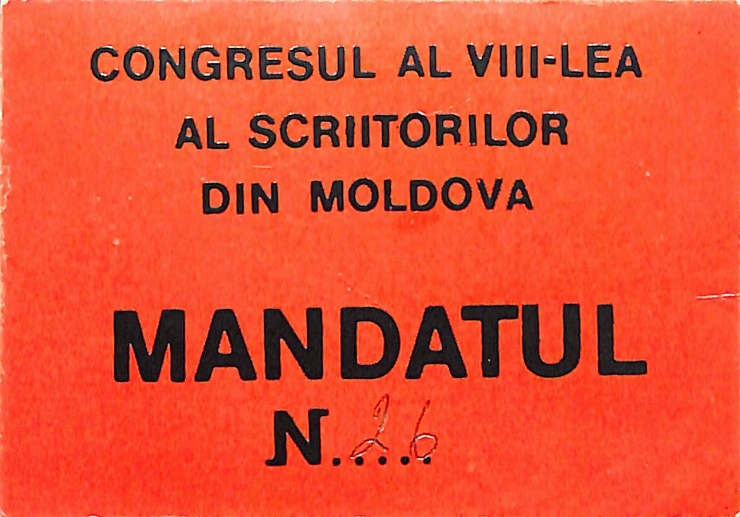 CONGRESUL AL VIII-LEA
AL SCRIITORILOR
DIN MOLDOVA
MANDATUL
N.26....